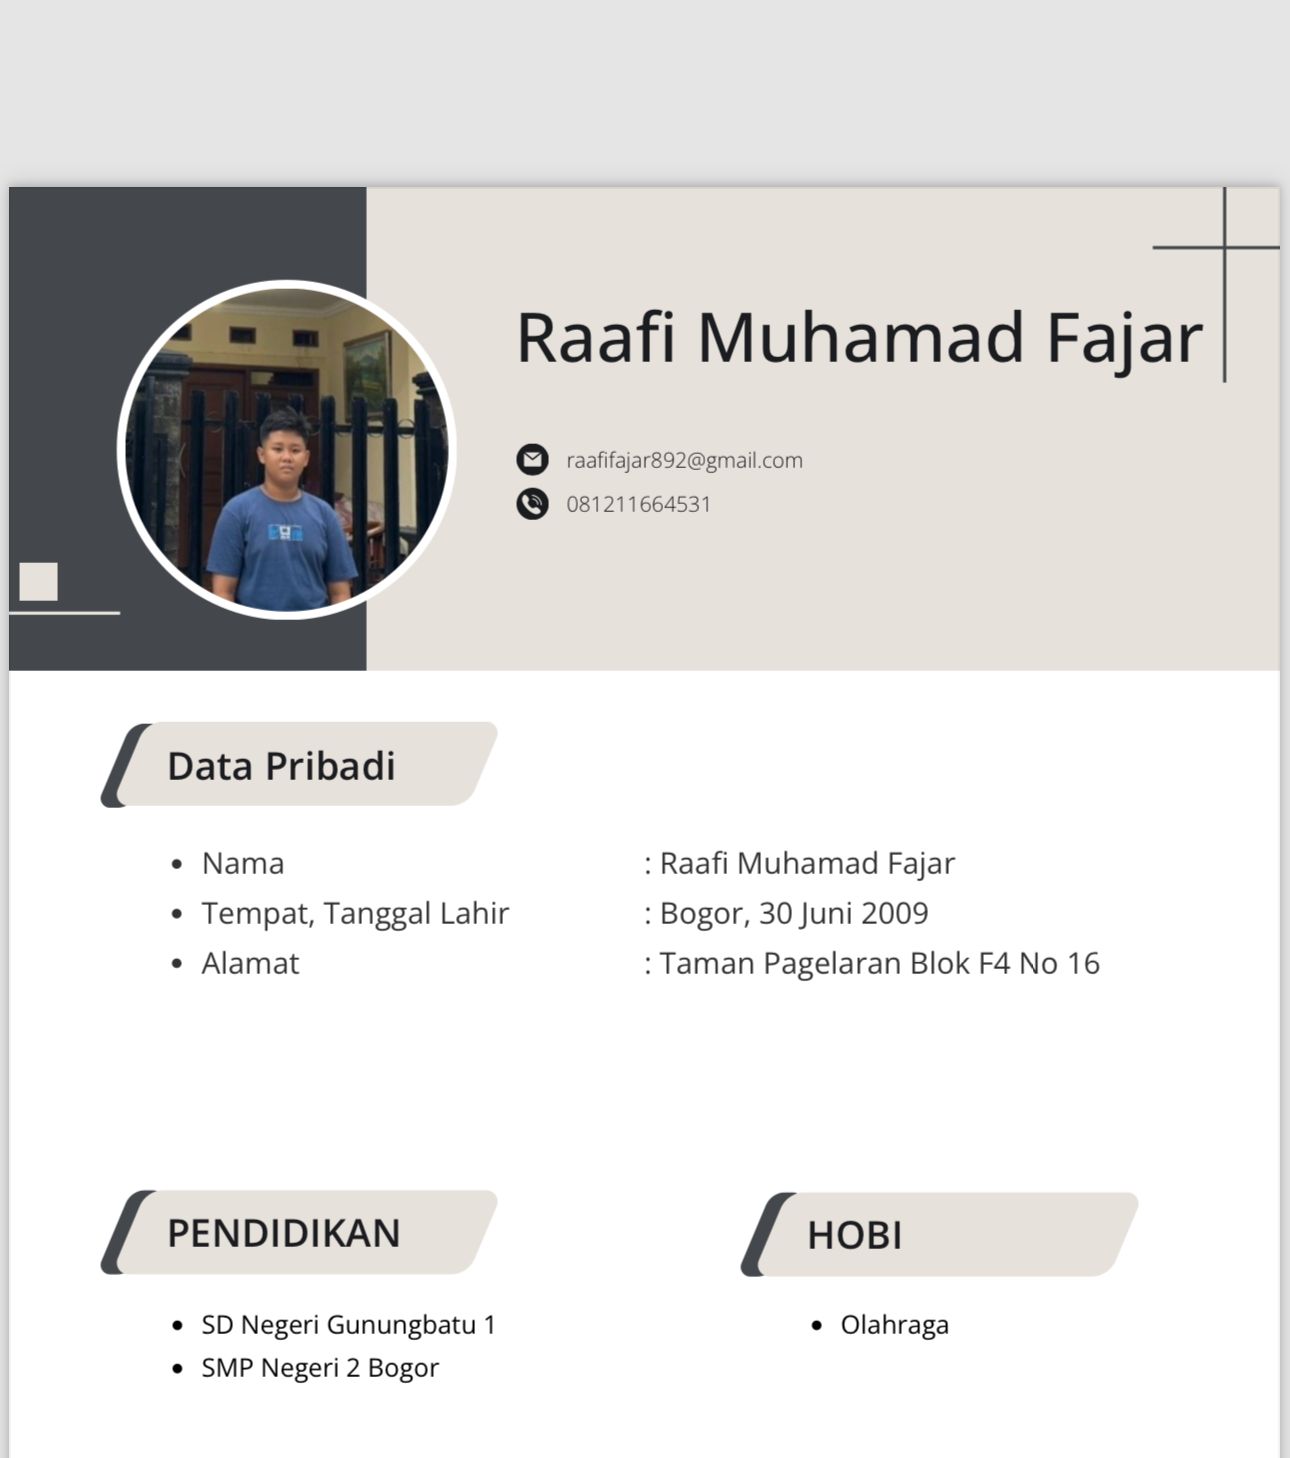 Raafi Muhamad Fajar
raafifajar892@gmail.com
081211664531
Data Pribadi
• Nama : Raafi Muhamad Fajar
• Tempat, Tanggal Lahir : Bogor, 30 Juni 2009
• Alamat : Taman Pagelaran Blok F4 No 16
PENDIDIKAN
• SD Negeri Gunungbatu 1
• SMP Negeri 2 Bogor
HOBI
• Olahraga